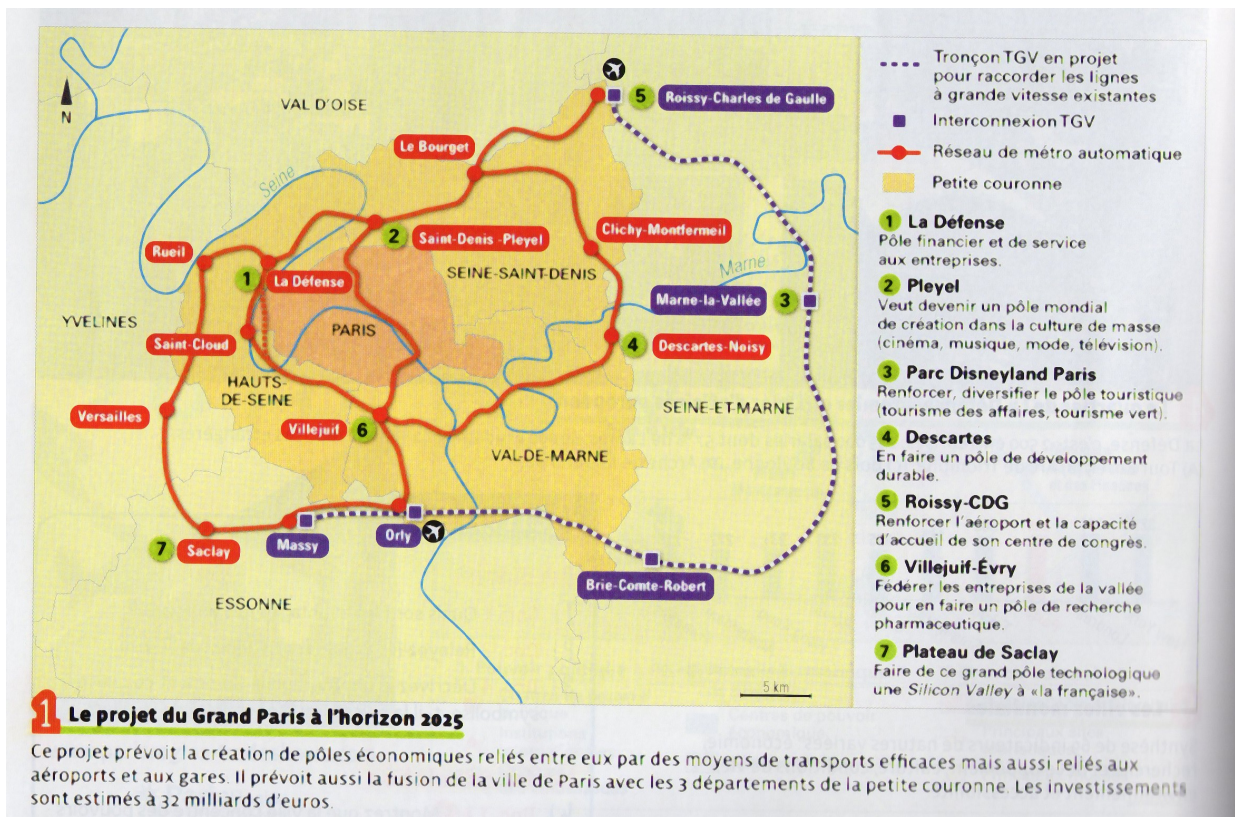 N
VAL D'OISE
Roissy-Charles de Gaulle
5
Le Bourget
Seine
Clichy-Montfermeil
2
Saint-Denis -Pleyel
Rueil
1
La Défense
SEINE-SAINT-DENIS
Marne
Marne-la-Vallée
3
YVELINES
PARIS
Saint-Cloud
4
Descartes-Noisy
HAUTS-
DE-SEINE
SEINE-ET-MARNE
Versailles
Villejuif
6
VAL-DE-MARNE
7
Saclay
Massy
Orly
Brie-Comte-Robert
ESSONNE
5 km
Tronçon TGV en projet
pour raccorder les lignes
à grande vitesse existantes
Interconnexion TGV
Réseau de métro automatique
Petite couronne
1 La Défense
Pôle financier et de service
aux entreprises.
2 Pleyel
Veut devenir un pôle mondial
de création dans la culture de masse
(cinéma, musique, mode, télévision).
3 Parc Disneyland Paris
Renforcer, diversifier le pôle touristique
(tourisme des affaires, tourisme vert).
4 Descartes
En faire un pôle de développement
durable.
5 Roissy-CDG
Renforcer l'aéroport et la capacité
d'accueil de son centre de congrès.
6 Villejuif-Évry
Fédérer les entreprises de la vallée
pour en faire un pôle de recherche
pharmaceutique.
7 Plateau de Saclay
Faire de ce grand pôle technologique
une Silicon Valley à «la française».
1 Le projet du Grand Paris à l'horizon 2025
Ce projet prévoit la création de pôles économiques reliés entre eux par des moyens de transports efficaces mais aussi reliés aux
aéroports et aux gares. Il prévoit aussi la fusion de la ville de Paris avec les 3 départements de la petite couronne. Les investissements
sont estimés à 32 milliards d'euros.